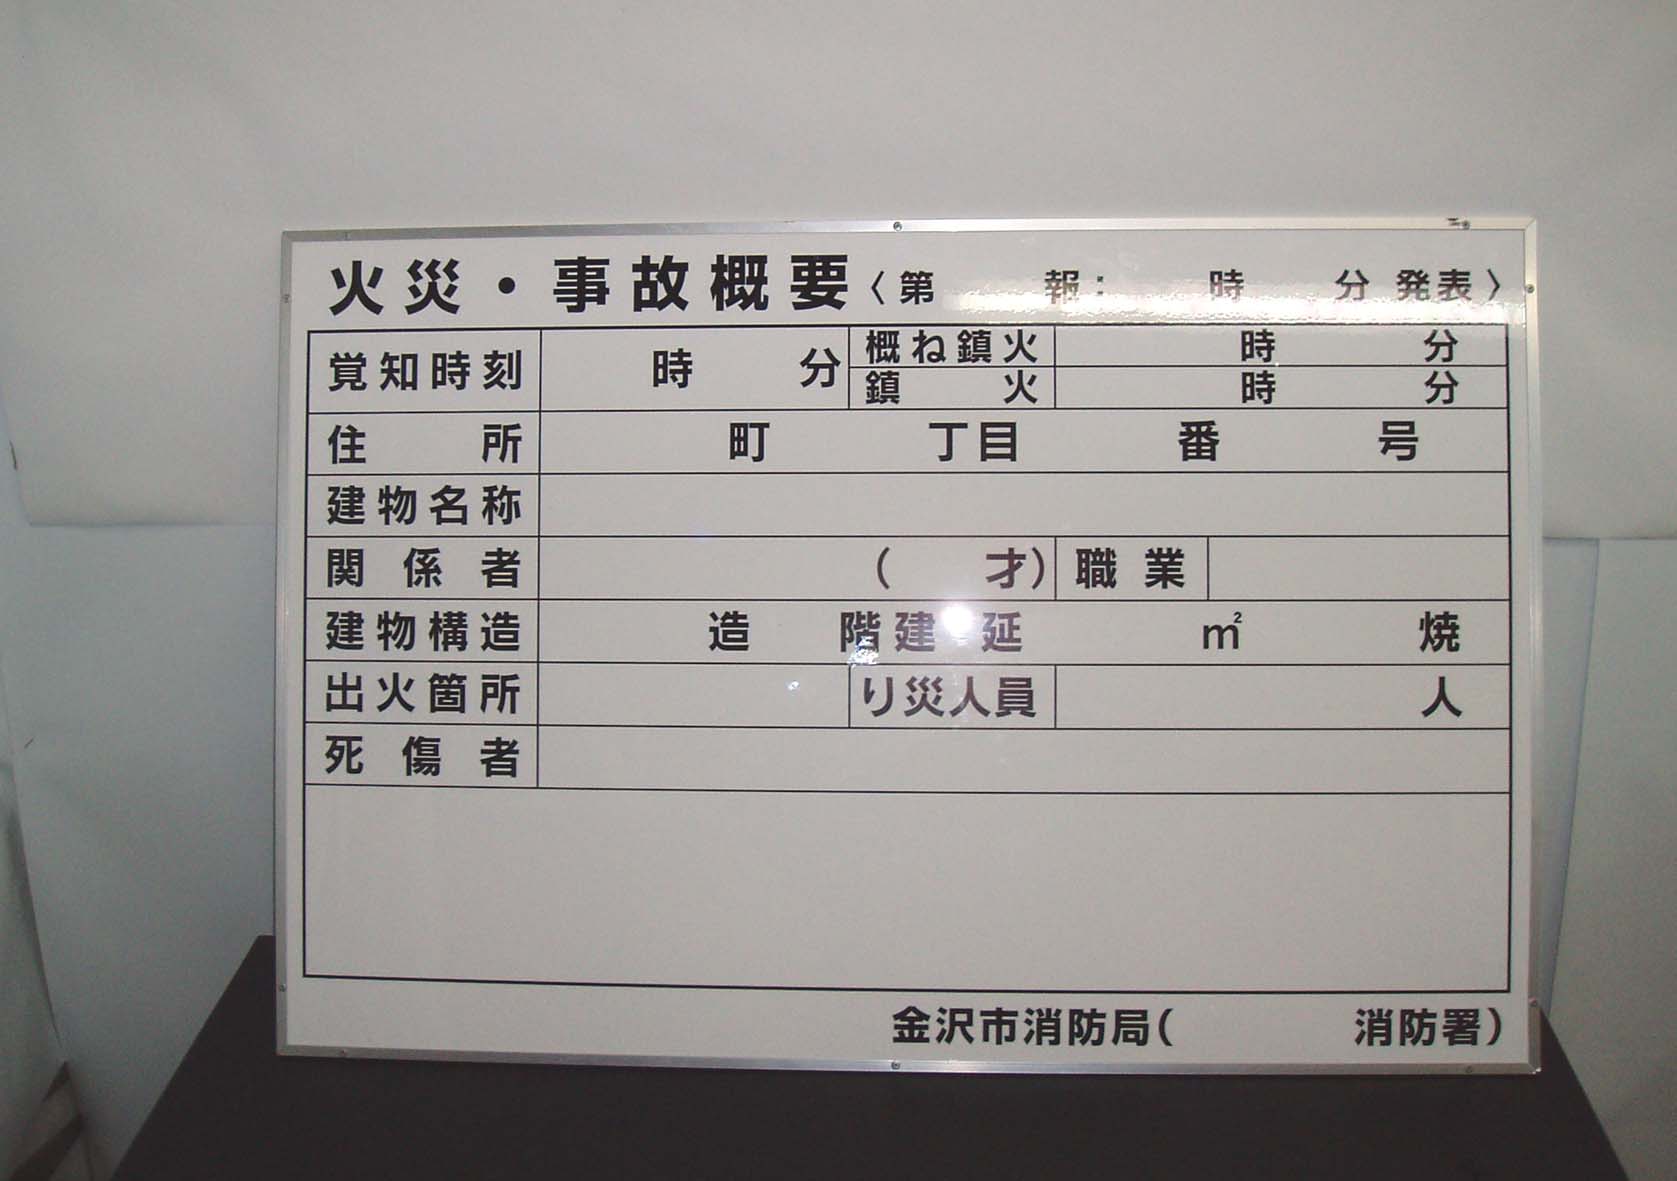 火災・事故概要〈第 報： 時 分 発表〉
覚知時刻 時 分 概ね鎮火 時 分
鎮火 時 分
住所 町 丁目 番 号
建物名称
関係者 ( 才) 職業
建物構造 造 階建 延 ㎡ 焼
出火箇所 り災人員 人
死傷者
金沢市消防局( 消防署)